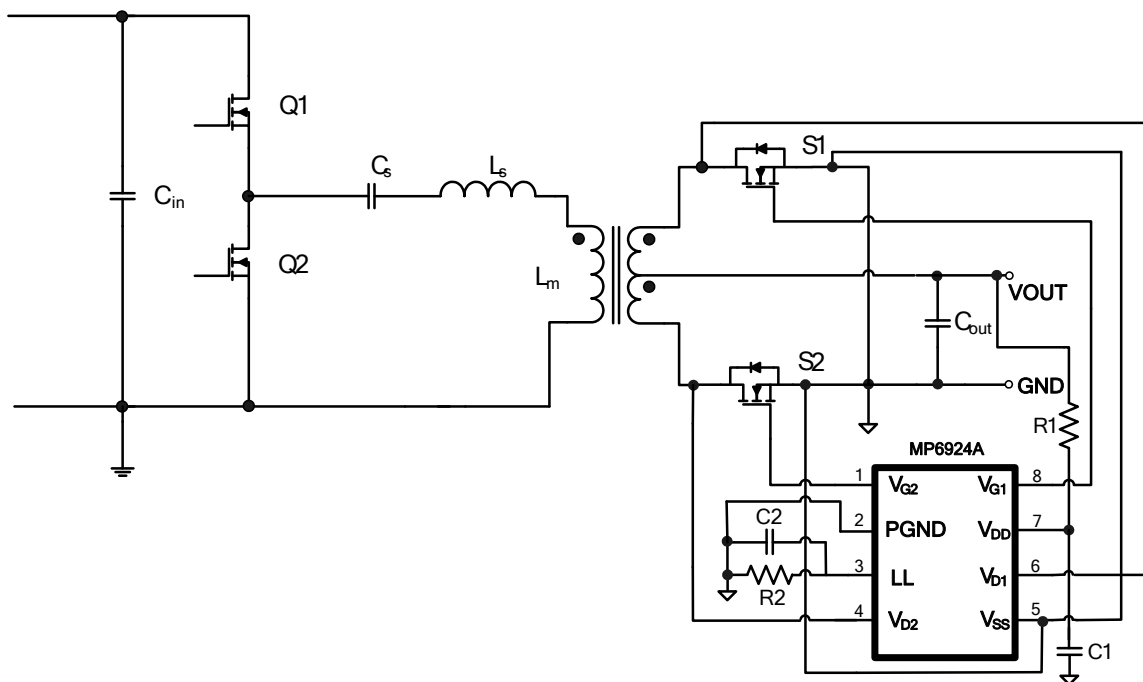 Q1
S1
Cs
Ls
Cin
Q2
Lm
VOUT
Cout
S2
GND
R1
MP6924A
1 VG2 VG1 8
C2
2 PGND VDD 7
3 LL VD1 6
R2
4 VD2 VSS 5
C1